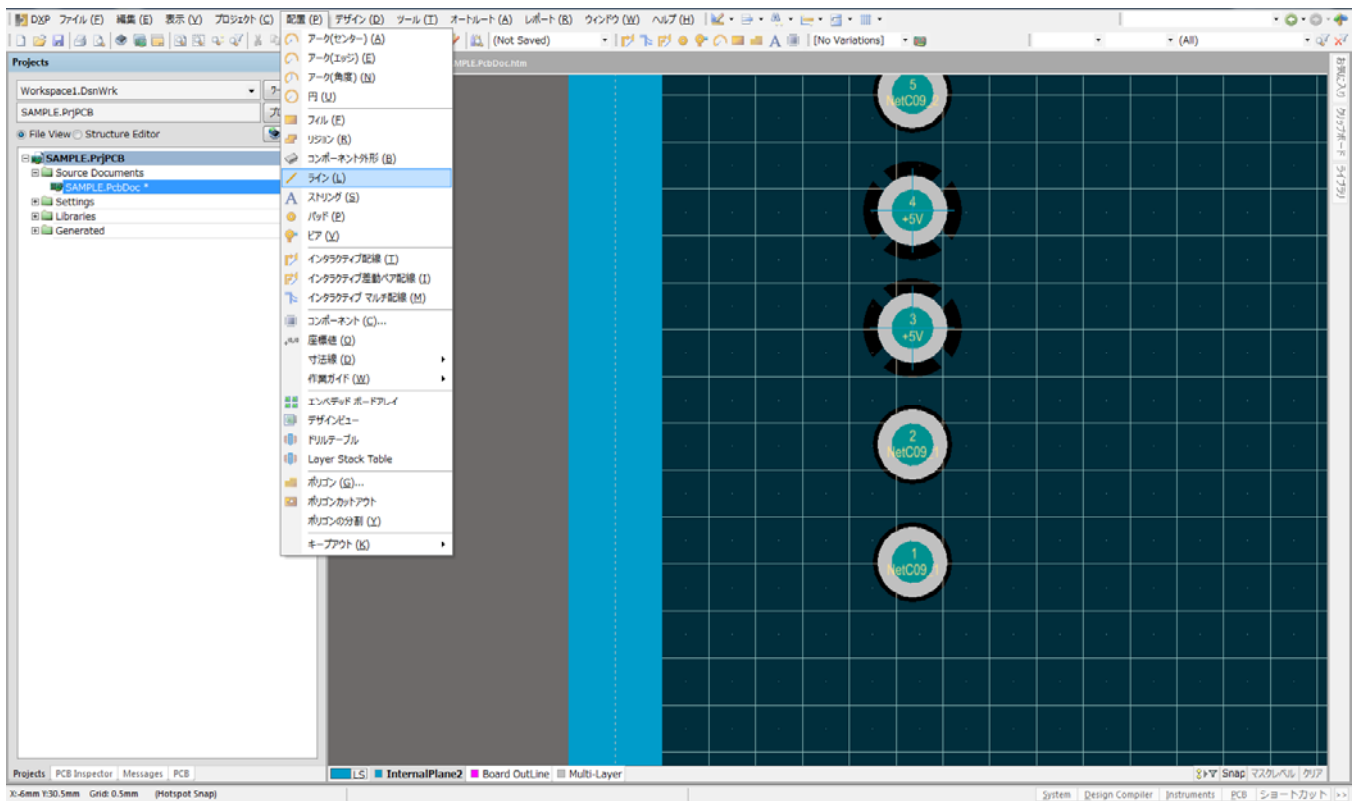 DXP ファイル (F) 編集 (E) 表示 (V) プロジェクト (C) 配置 (P) デザイン (D) ツール (T) オートルート (A) レポート (R) ウィンドウ (W) ヘルプ (H)
(Not Saved) [No Variations] (All)
Projects
MPLE.PcbDoc.htm
Workspace1.DsnWrk
SAMPLE.PrjPCB
File View Structure Editor
SAMPLE.PrjPCB
Source Documents
SAMPLE.PcbDoc *
Settings
Libraries
Generated
アーク(センター) (A)
アーク(エッジ) (E)
アーク(角度) (N)
円 (U)
フィル (F)
リジョン (R)
コンポーネント外形 (B)
ライン (L)
ストリング (S)
パッド (P)
ビア (V)
インタラクティブ配線 (T)
インタラクティブ差動ペア配線 (I)
インタラクティブ マルチ配線 (M)
コンポーネント (C)...
座標値 (O)
寸法線 (D)
作業ガイド (W)
エンベデッド ボードアレイ
デザインビュー
ドリルテーブル
Layer Stack Table
ポリゴン (G)...
ポリゴンカットアウト
ポリゴンの分割 (Y)
キープアウト (K)
5
NetC09_2
4
+5V
3
+5V
2
NetC09_1
1
NetC09_1
お気に入り
クリップボード
ライブラリ
Projects PCB Inspector Messages PCB
LS InternalPlane2 Board OutLine Multi-Layer
Snap マスクレベル クリア
X:-6mm Y:30.5mm Grid: 0.5mm (Hotspot Snap)
System Design Compiler Instruments PCB ショートカット >>